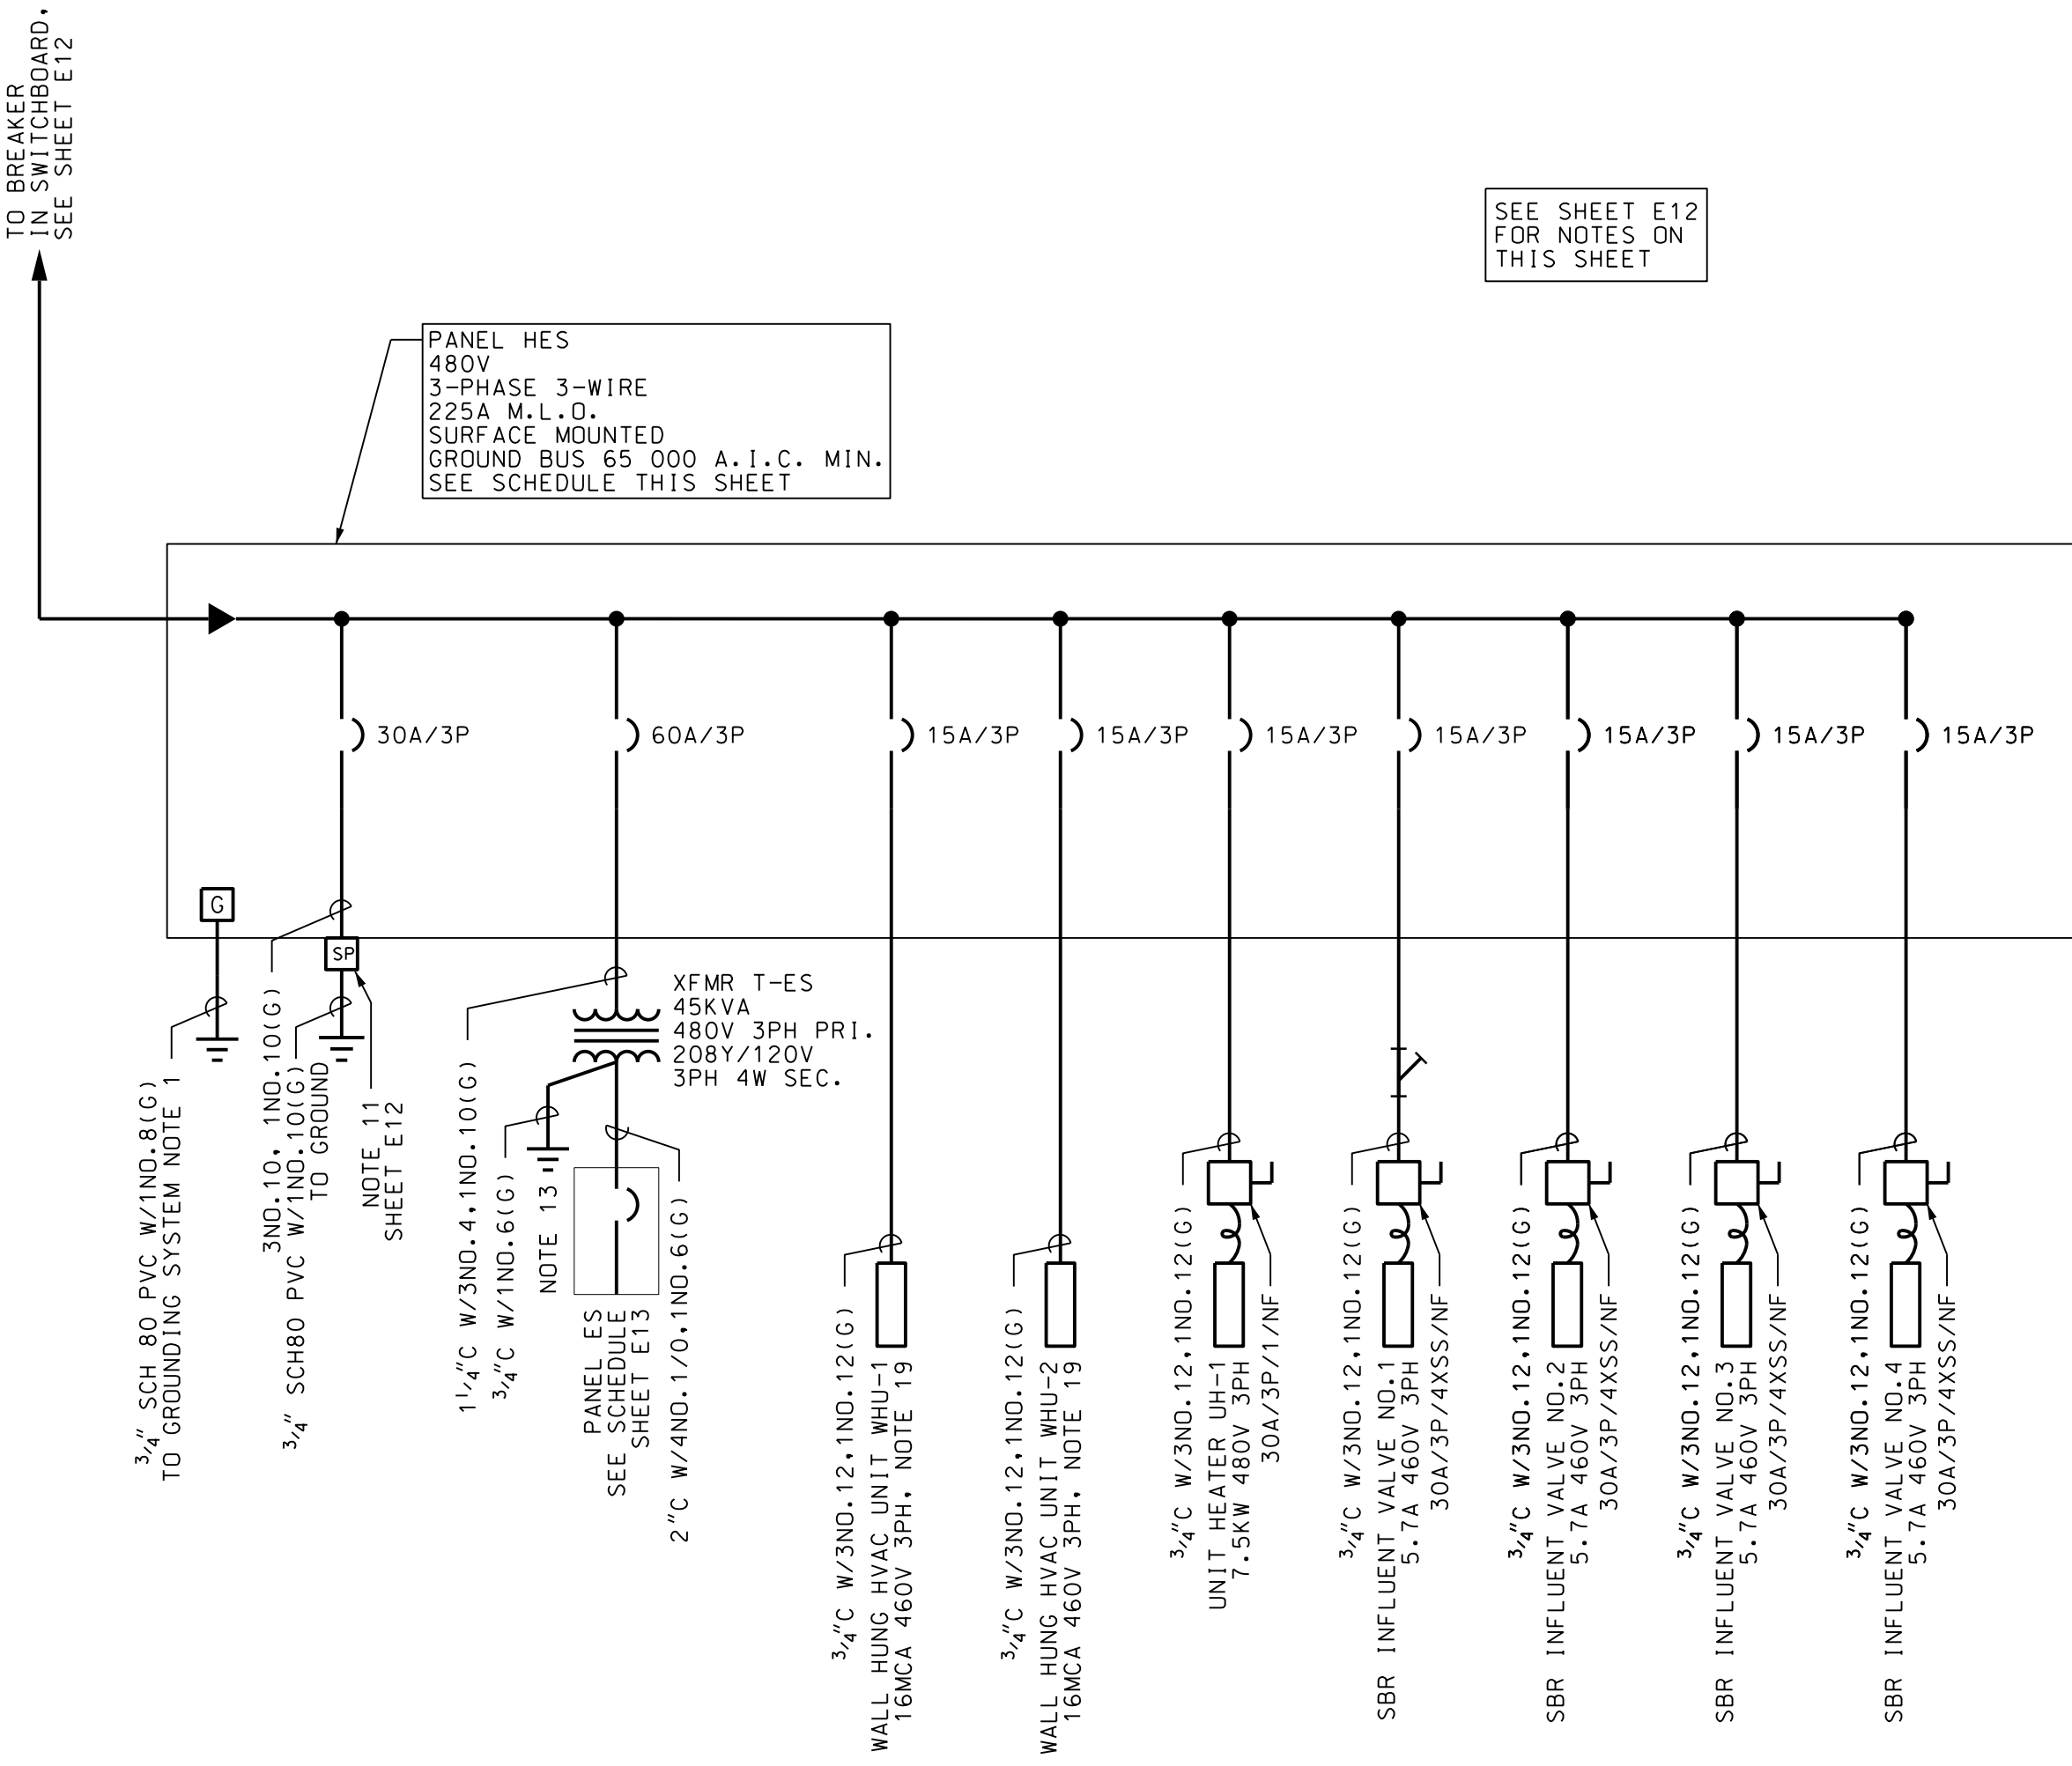 TO BREAKER
IN SWITCHBOARD,
SEE SHEET E12
SEE SHEET E12
FOR NOTES ON
THIS SHEET
PANEL HES
480V
3-PHASE 3-WIRE
225A M.L.O.
SURFACE MOUNTED
GROUND BUS 65 000 A.I.C. MIN.
SEE SCHEDULE THIS SHEET
30A/3P
60A/3P
15A/3P
15A/3P
15A/3P
15A/3P
15A/3P
15A/3P
15A/3P
G
SP
3/4" SCH 80 PVC W/1NO.8(G)
TO GROUNDING SYSTEM NOTE 1
3NO.10, 1NO.10(G)
3/4" SCH80 PVC W/1NO.10(G)
TO GROUND
NOTE 11
SHEET E12
XFMR T-ES
45KVA
480V 3PH PRI.
208Y/120V
3PH 4W SEC.
1 1/4"C W/3NO.4,1NO.10(G)
3/4"C W/1NO.6(G)
NOTE 13
PANEL ES
SEE SCHEDULE
SHEET E13
2"C W/4NO.1/0,1NO.6(G)
3/4"C W/3NO.12,1NO.12(G)
WALL HUNG HVAC UNIT WHU-1
16MCA 460V 3PH, NOTE 19
3/4"C W/3NO.12,1NO.12(G)
WALL HUNG HVAC UNIT WHU-2
16MCA 460V 3PH, NOTE 19
3/4"C W/3NO.12,1NO.12(G)
UNIT HEATER UH-1
7.5KW 480V 3PH
30A/3P/1/NF
3/4"C W/3NO.12,1NO.12(G)
SBR INFLUENT VALVE NO.1
5.7A 460V 3PH
30A/3P/4XSS/NF
3/4"C W/3NO.12,1NO.12(G)
SBR INFLUENT VALVE NO.2
5.7A 460V 3PH
30A/3P/4XSS/NF
3/4"C W/3NO.12,1NO.12(G)
SBR INFLUENT VALVE NO.3
5.7A 460V 3PH
30A/3P/4XSS/NF
3/4"C W/3NO.12,1NO.12(G)
SBR INFLUENT VALVE NO.4
5.7A 460V 3PH
30A/3P/4XSS/NF